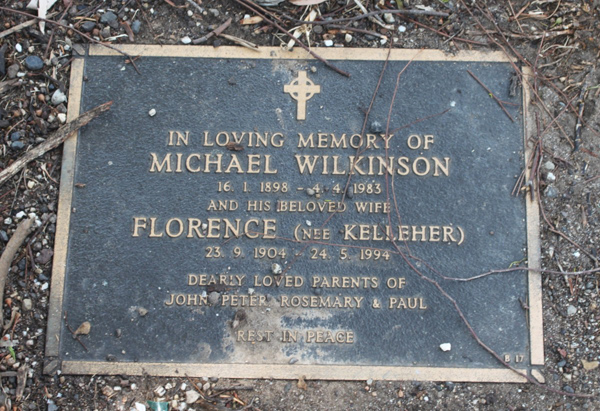 IN LOVING MEMORY OF
MICHAEL WILKINSON
16. 1. 1898 - 4. 4. 1983
AND HIS BELOVED WIFE
FLORENCE (NEE KELLEHER)
23. 9. 1904 - 24. 5. 1994
DEARLY LOVED PARENTS OF
JOHN, PETER, ROSEMARY & PAUL
REST IN PEACE
B 17